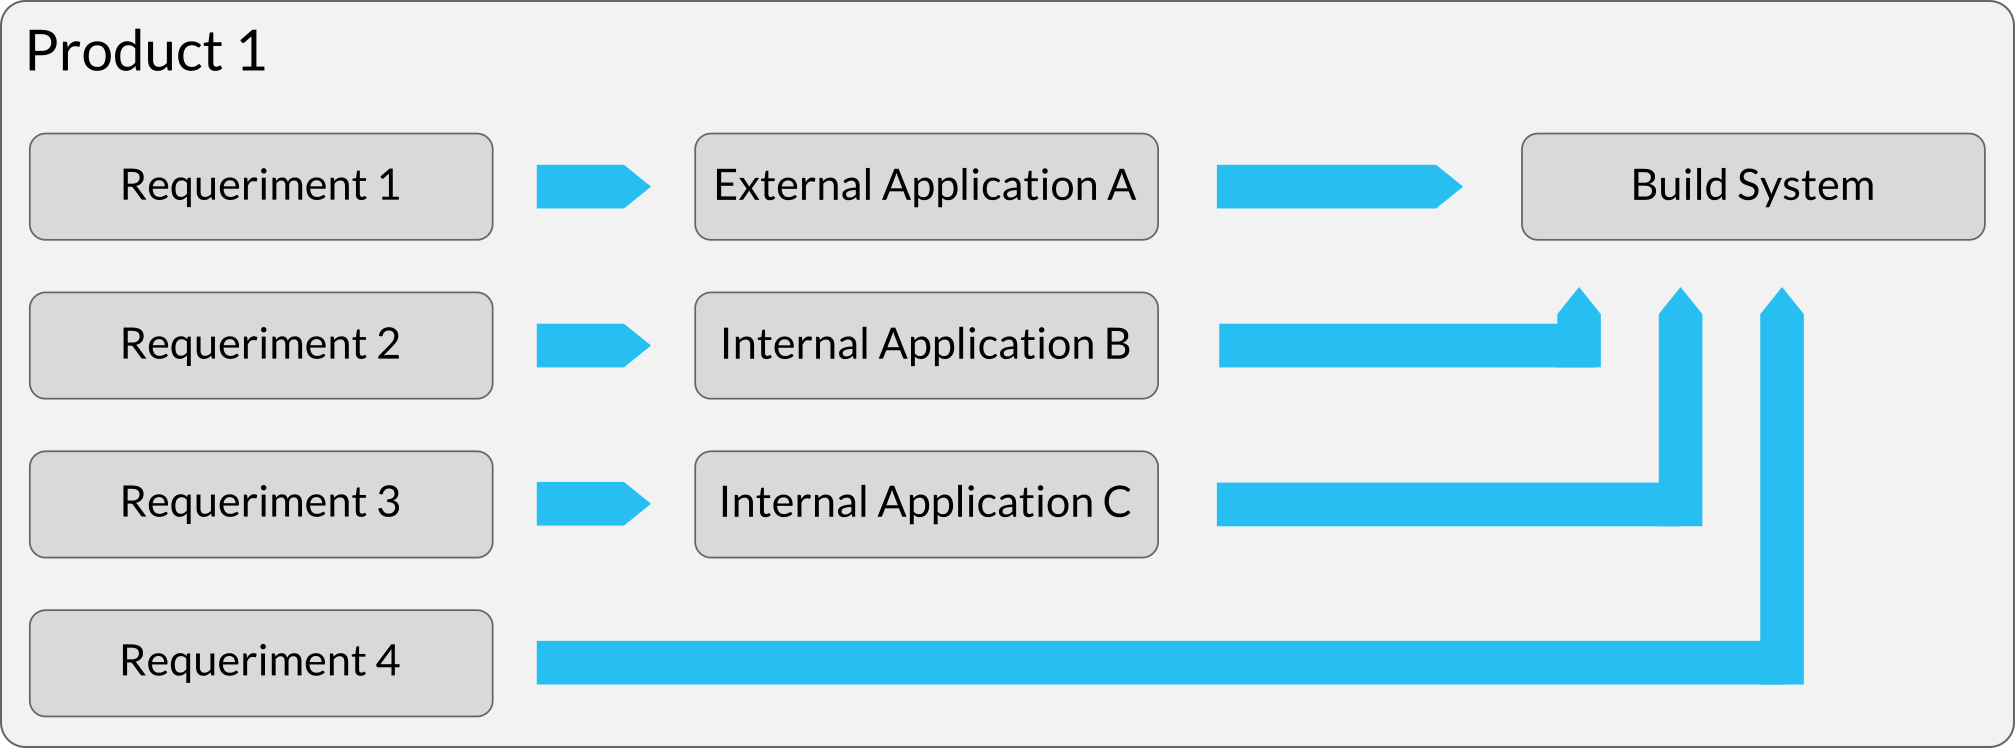 Product 1
Requeriment 1
External Application A
Build System
Requeriment 2
Internal Application B
Requeriment 3
Internal Application C
Requeriment 4